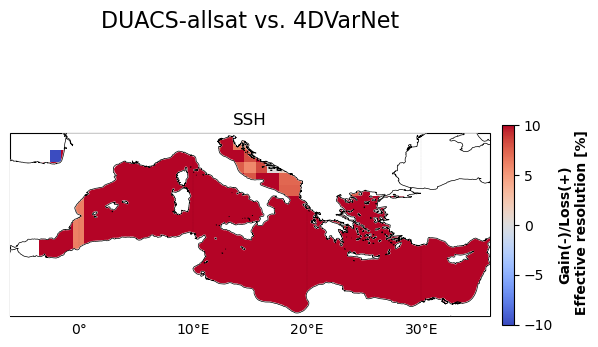 DUACS-allsat vs. 4DVarNet
SSH
10
5
0
−5
−10
Gain(-)/Loss(+)
Effective resolution [%]
0°
10°E
20°E
30°E